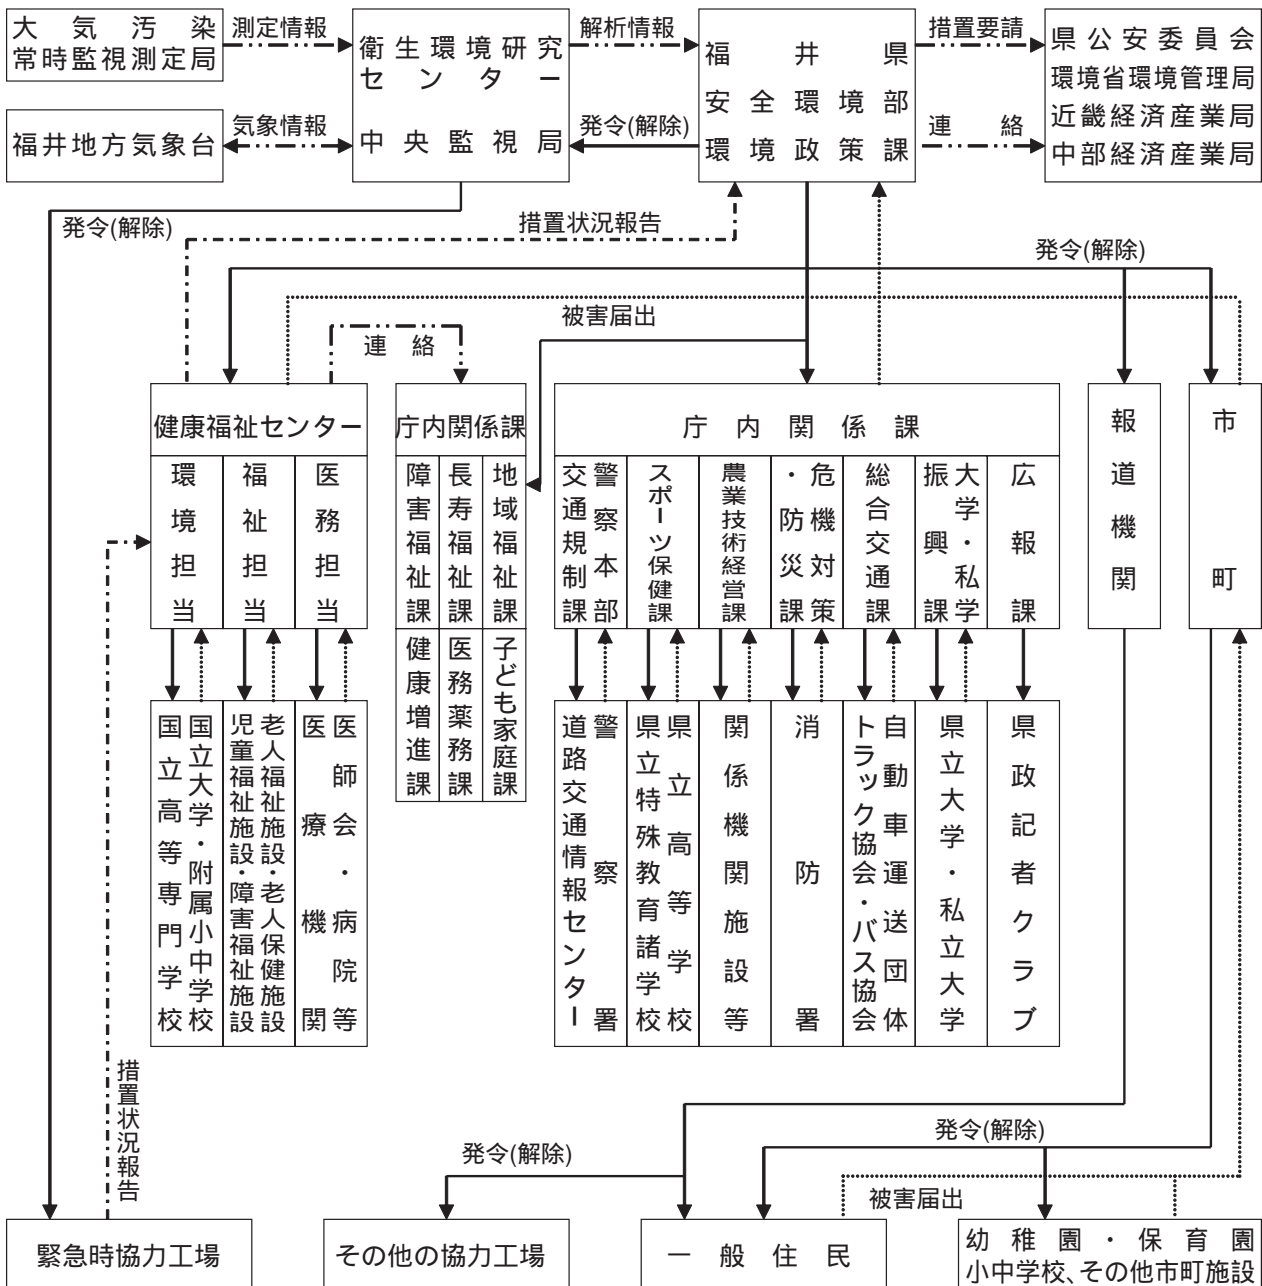 大気汚染
常時監視測定局
測定情報
衛生環境研究
センター
中央監視局
解析情報
福井県
安全環境部
環境政策課
措置要請
県公安委員会
環境省環境管理局
近畿経済産業局
中部経済産業局
福井地方気象台
気象情報
発令(解除)
連絡
発令(解除)
措置状況報告
発令(解除)
被害届出
連絡
健康福祉センター
環境担当
福祉担当
医務担当
庁内関係課
障害福祉課
長寿福祉課
地域福祉課
健康増進課
医務薬務課
子ども家庭課
庁内関係課
警察本部
交通規制課
スポーツ保健課
農業技術経営課
危機対策
・防災課
総合交通課
大学・私学
振興課
広報課
報道機関
市町
国立大学・附属小中学校
国立高等専門学校
老人福祉施設・老人保健施設
児童福祉施設・障害福祉施設
医師会・病院等
医療機関
警察署
道路交通情報センター
県立高等学校
県立特殊教育諸学校
関係機関施設等
消防署
自動車運送団体
トラック協会・バス協会
県立大学・私立大学
県政記者クラブ
措置状況報告
発令(解除)
発令(解除)
被害届出
緊急時協力工場
その他の協力工場
一般住民
幼稚園・保育園
小中学校、その他市町施設